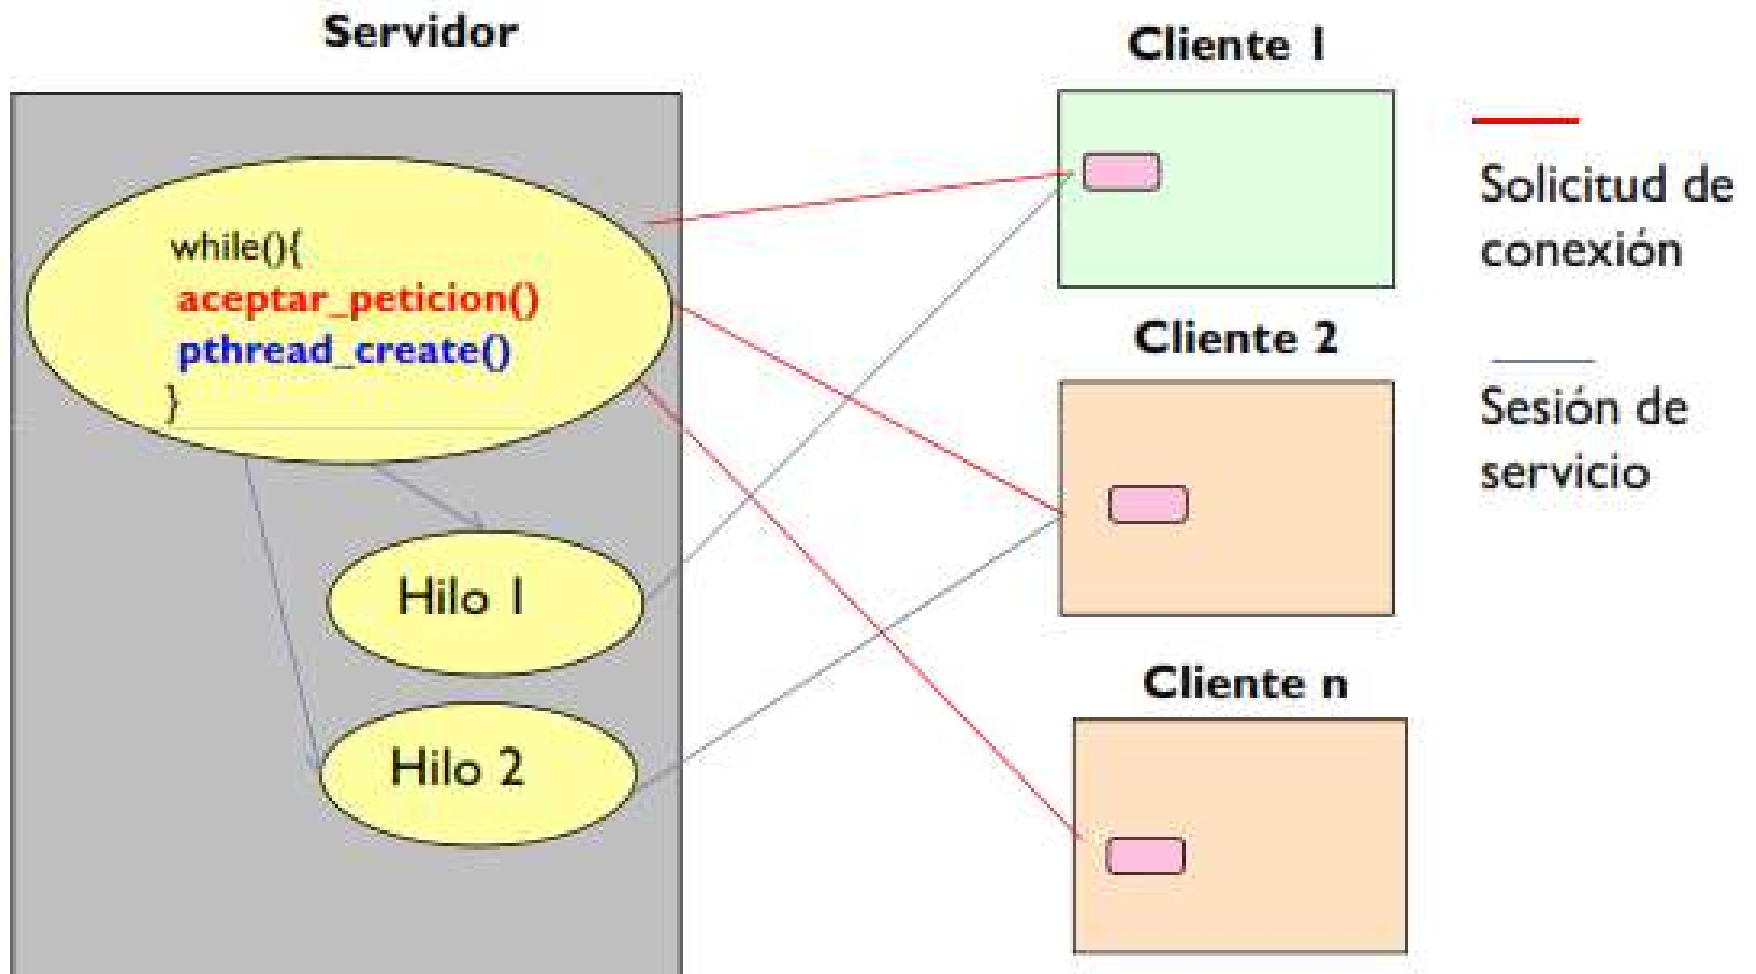 Servidor
while(){
aceptar_peticion()
pthread_create()
}
Hilo 1
Hilo 2
Cliente 1
Cliente 2
Cliente n
Solicitud de
conexión
Sesión de
servicio